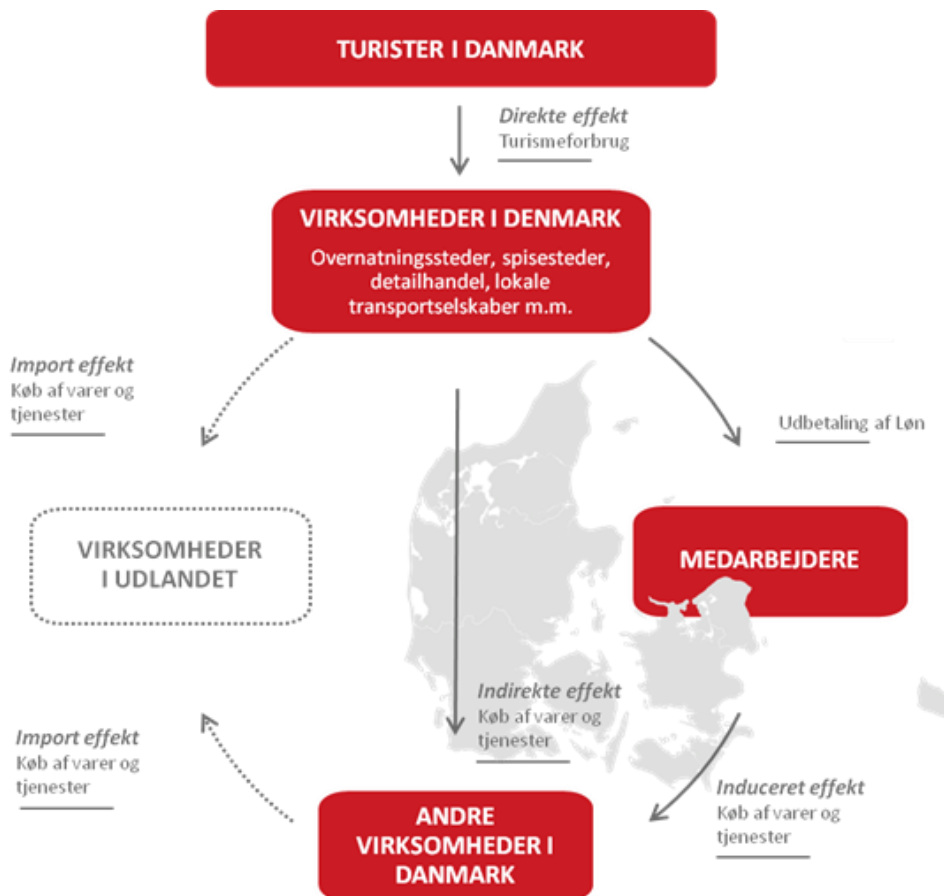 TURISTER I DANMARK
Direkte effekt
Turismeforbrug
VIRKSOMHEDER I DENMARK
Overnatningssteder, spisesteder,
detailhandel, lokale
transportselskaber m.m.
Import effekt
Køb af varer og
tjenester
Udbetaling af Løn
VIRKSOMHEDER
I UDLANDET
MEDARBEJDERE
Indirekte effekt
Køb af varer og
tjenester
Import effekt
Køb af varer og
tjenester
Induceret effekt
Køb af varer og
tjenester
ANDRE
VIRKSOMHEDER I
DANMARK